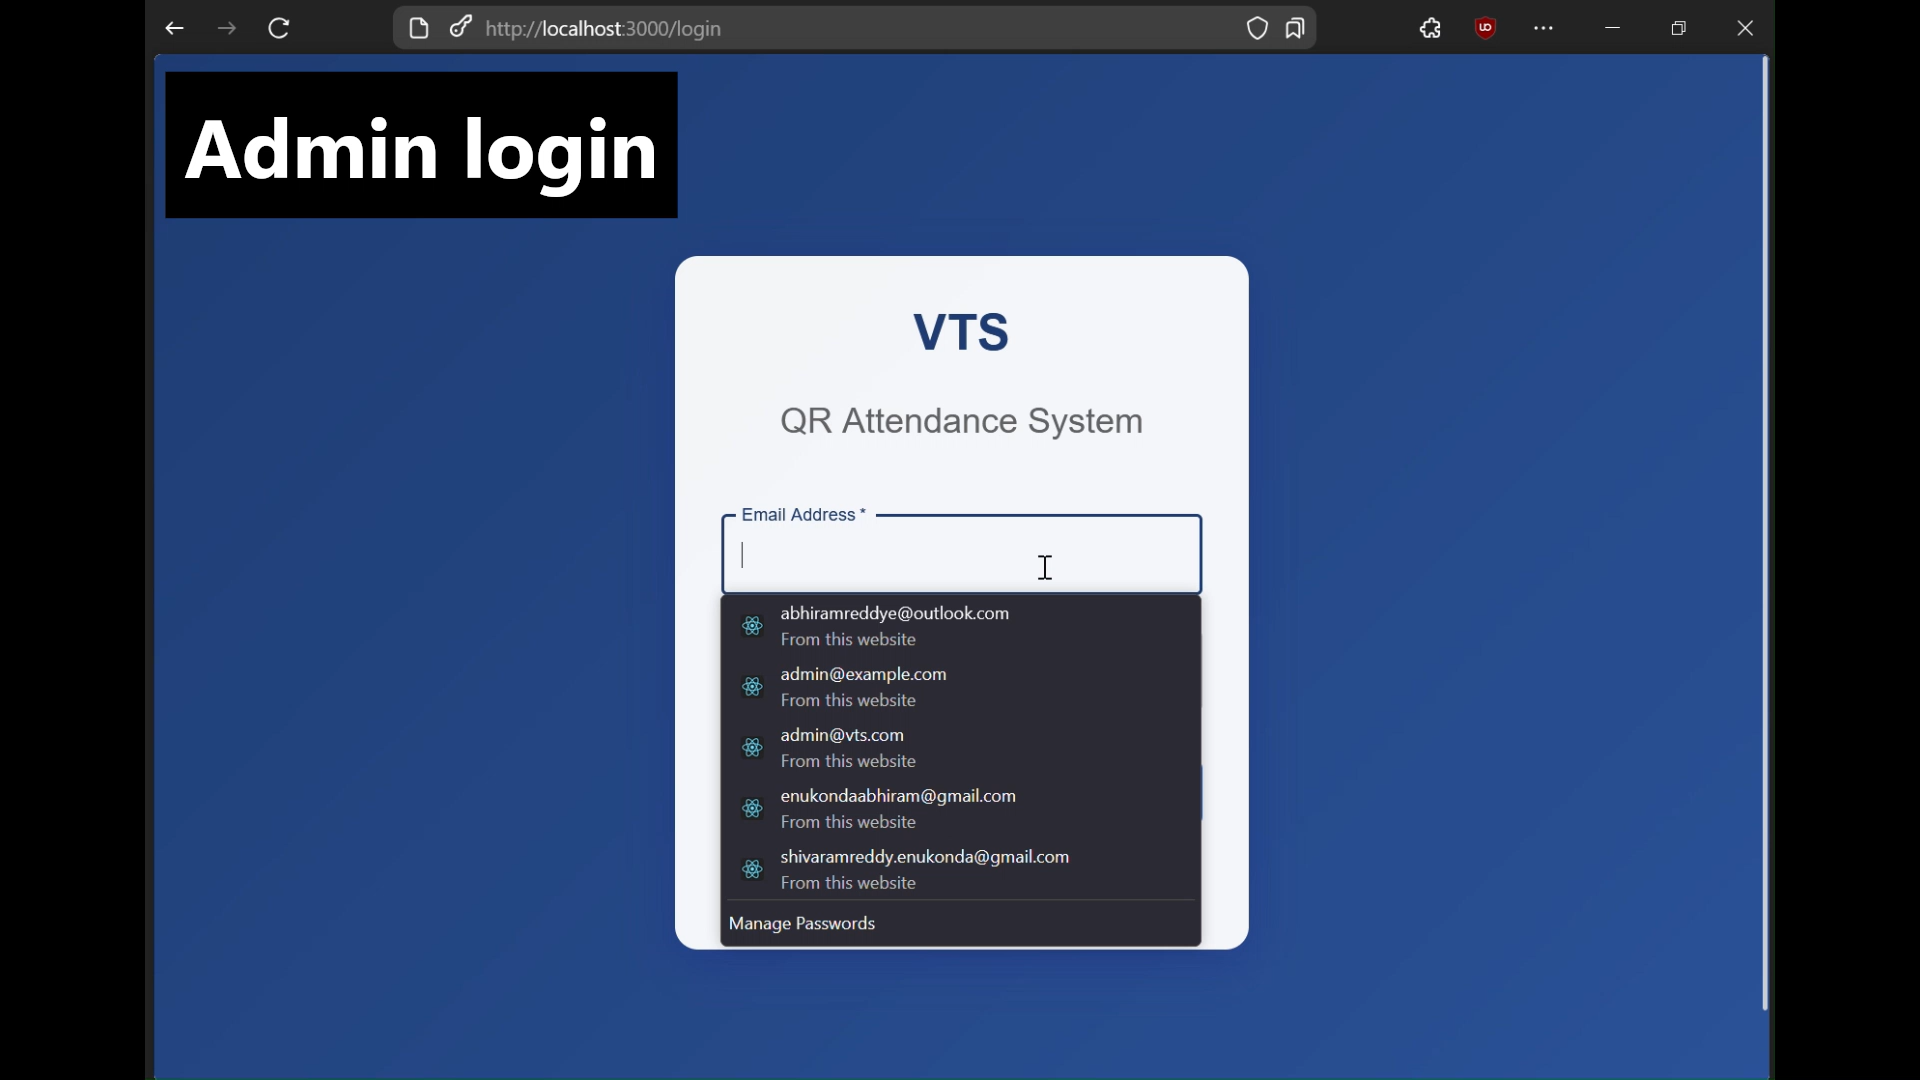 http://localhost:3000/login
Admin login
VTS
QR Attendance System
Email Address *
abhiramreddye@outlook.com
From this website
admin@example.com
From this website
admin@vts.com
From this website
enukondaabhiram@gmail.com
From this website
shivaramreddy.enukonda@gmail.com
From this website
Manage Passwords